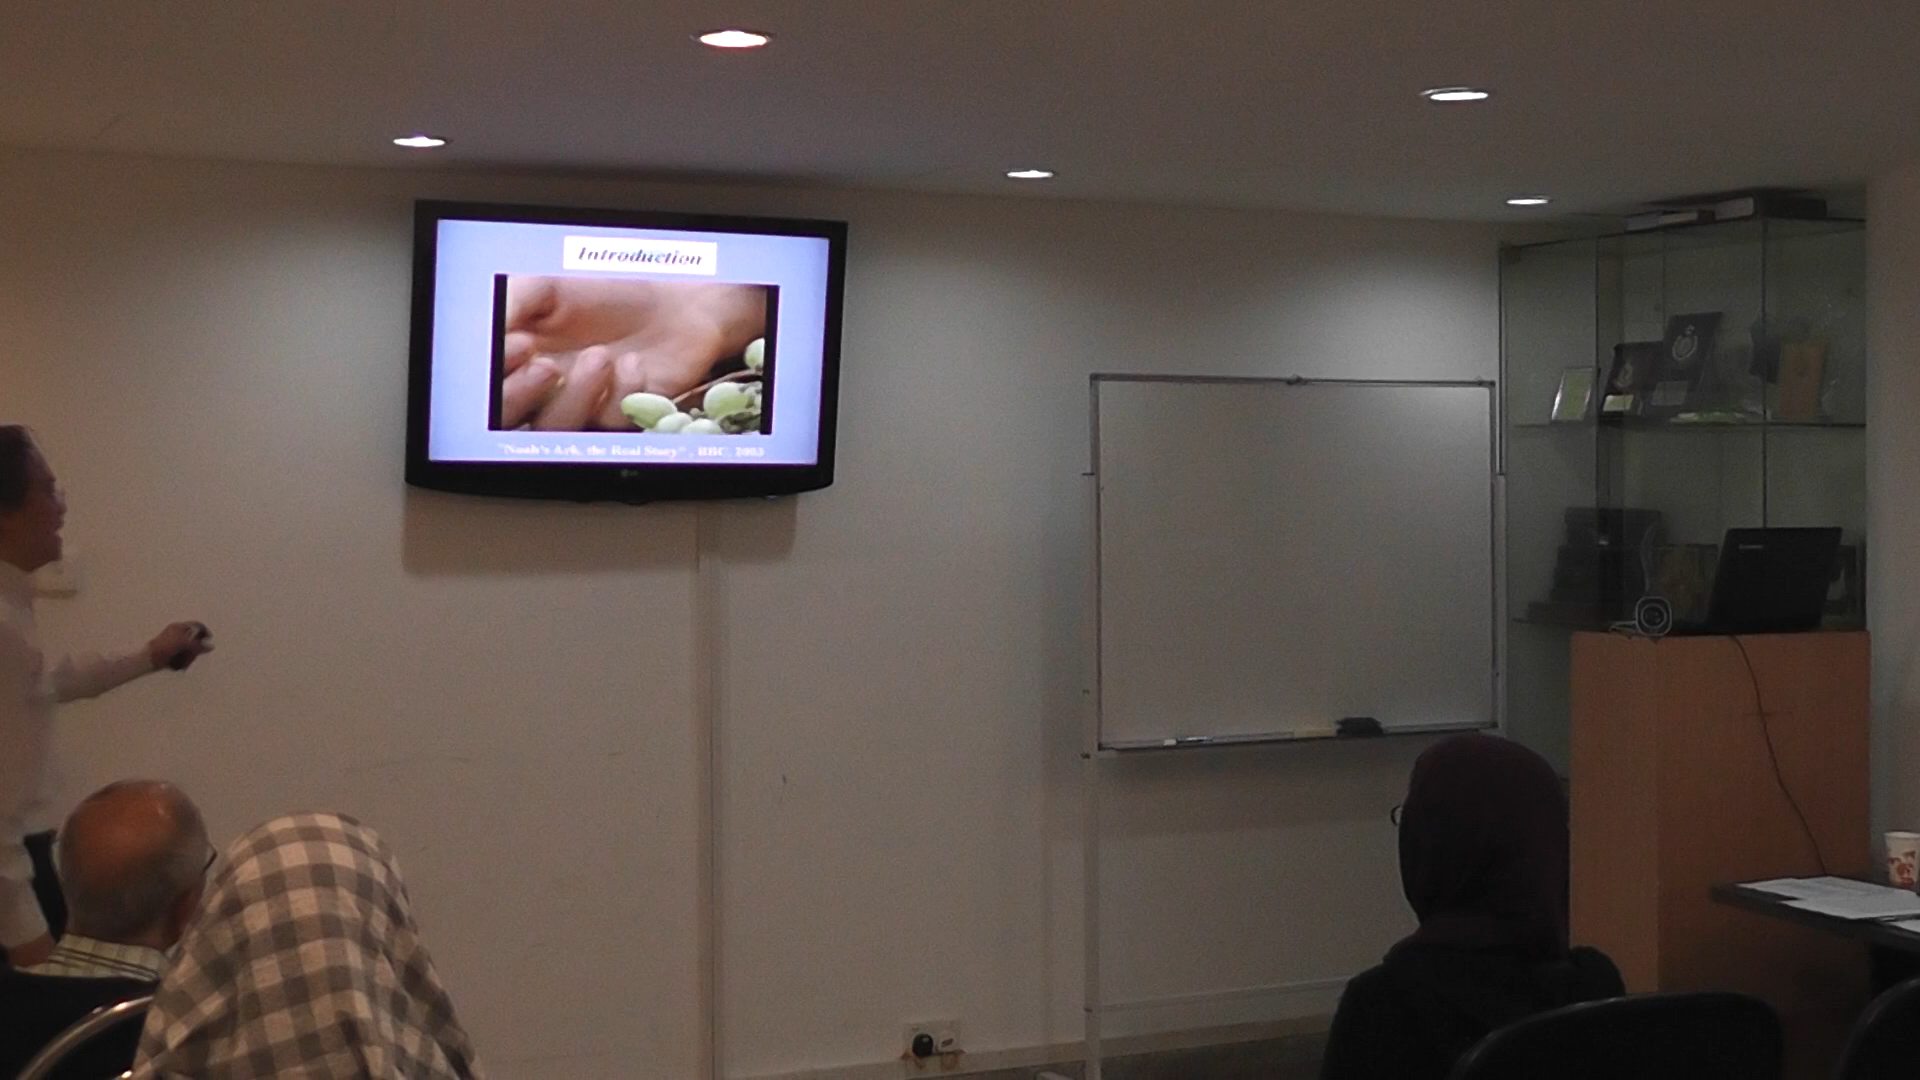 Introduction
"Noah's Ark, the Real Story", BBC, 2003